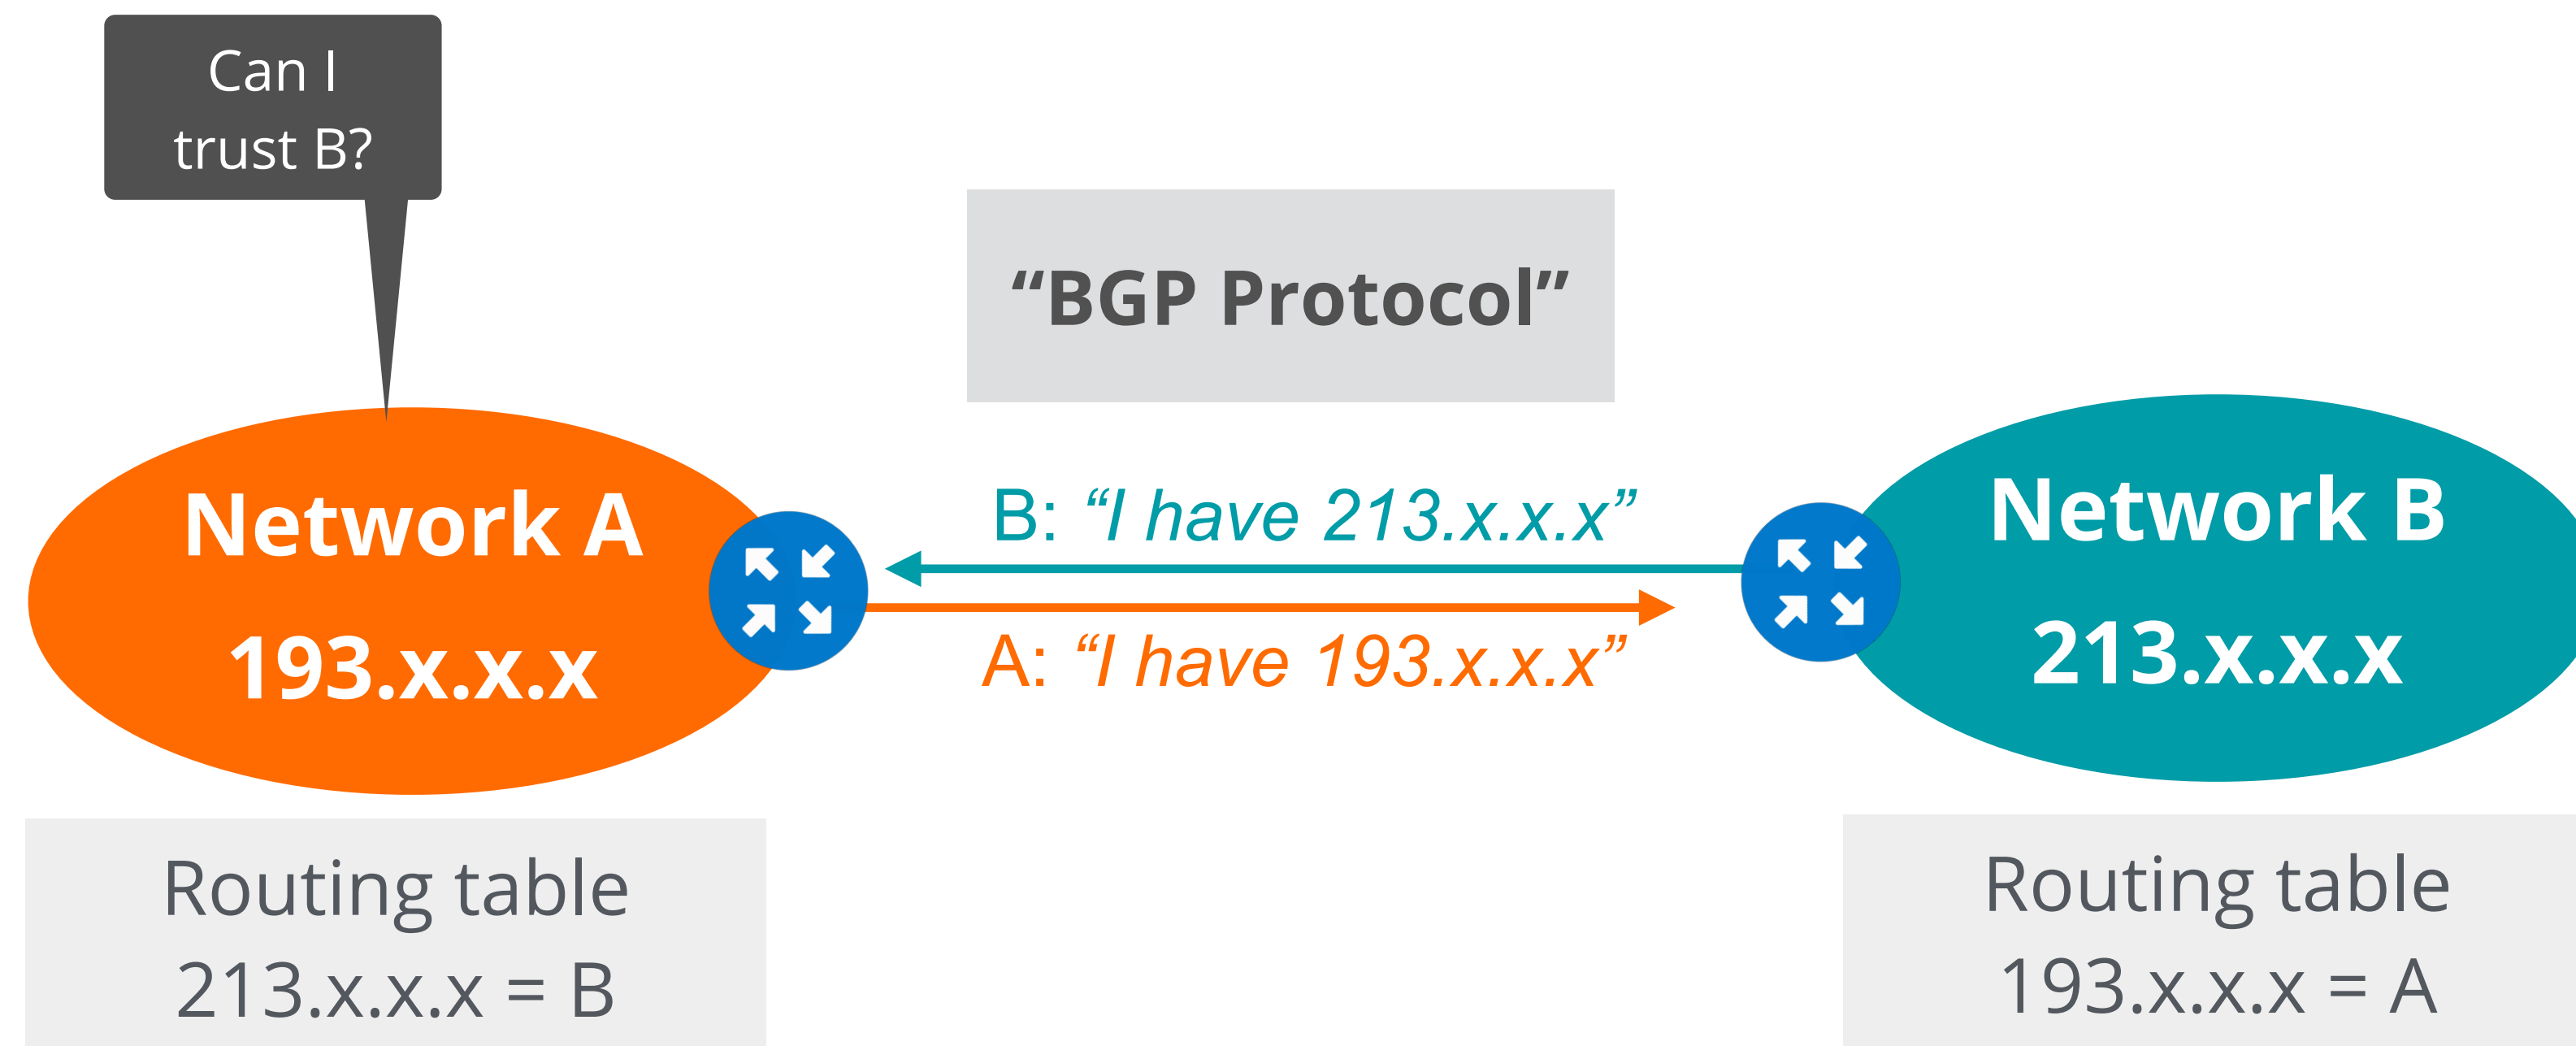 Can I
trust B?
“BGP Protocol”
Network A
193.x.x.x
B: “I have 213.x.x.x”
A: “I have 193.x.x.x”
Network B
213.x.x.x
Routing table
213.x.x.x = B
Routing table
193.x.x.x = A